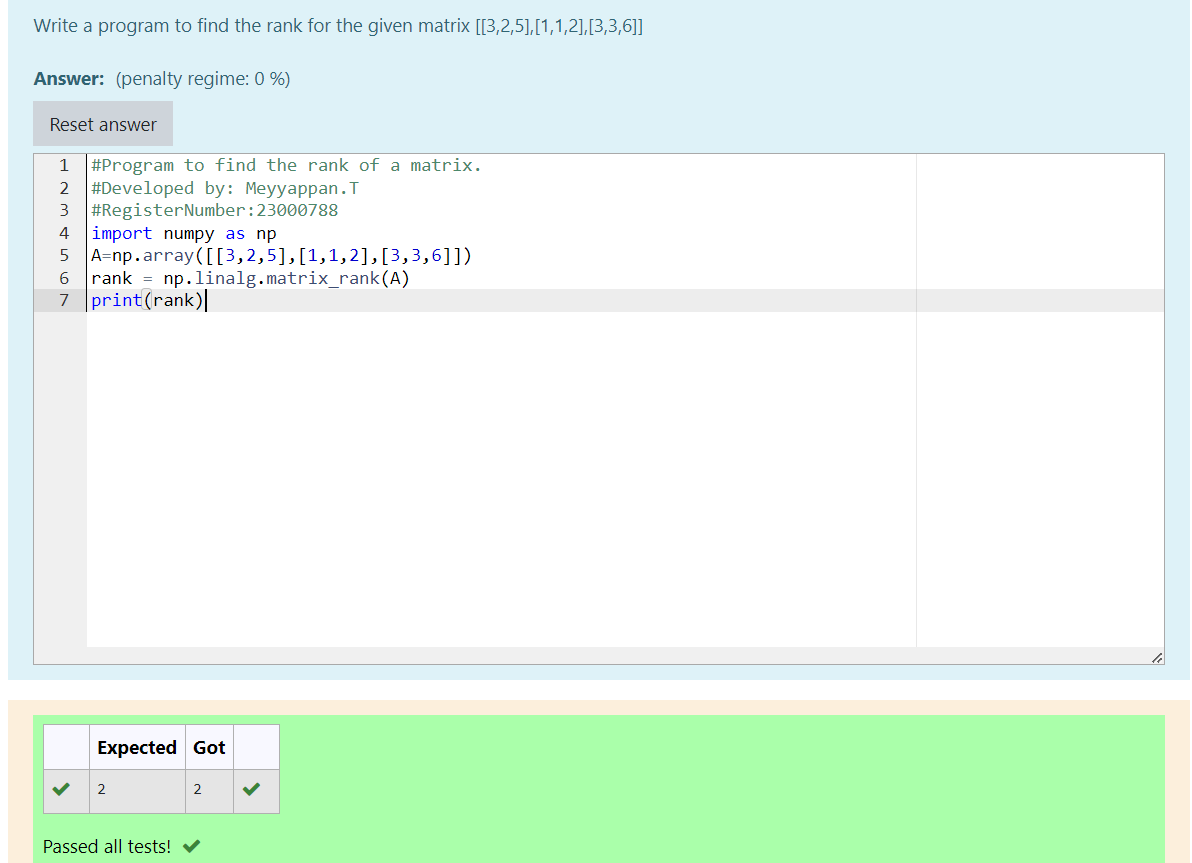 Write a program to find the rank for the given matrix [[3,2,5],[1,1,2],[3,3,6]]
Answer: (penalty regime: 0 %)
Reset answer
1 #Program to find the rank of a matrix.
2 #Developed by: Meyyappan.T
3 #RegisterNumber:23000788
4 import numpy as np
5 A=np.array([[3,2,5],[1,1,2],[3,3,6]])
6 rank = np.linalg.matrix_rank(A)
7 print(rank)
Expected Got
2 2
Passed all tests!